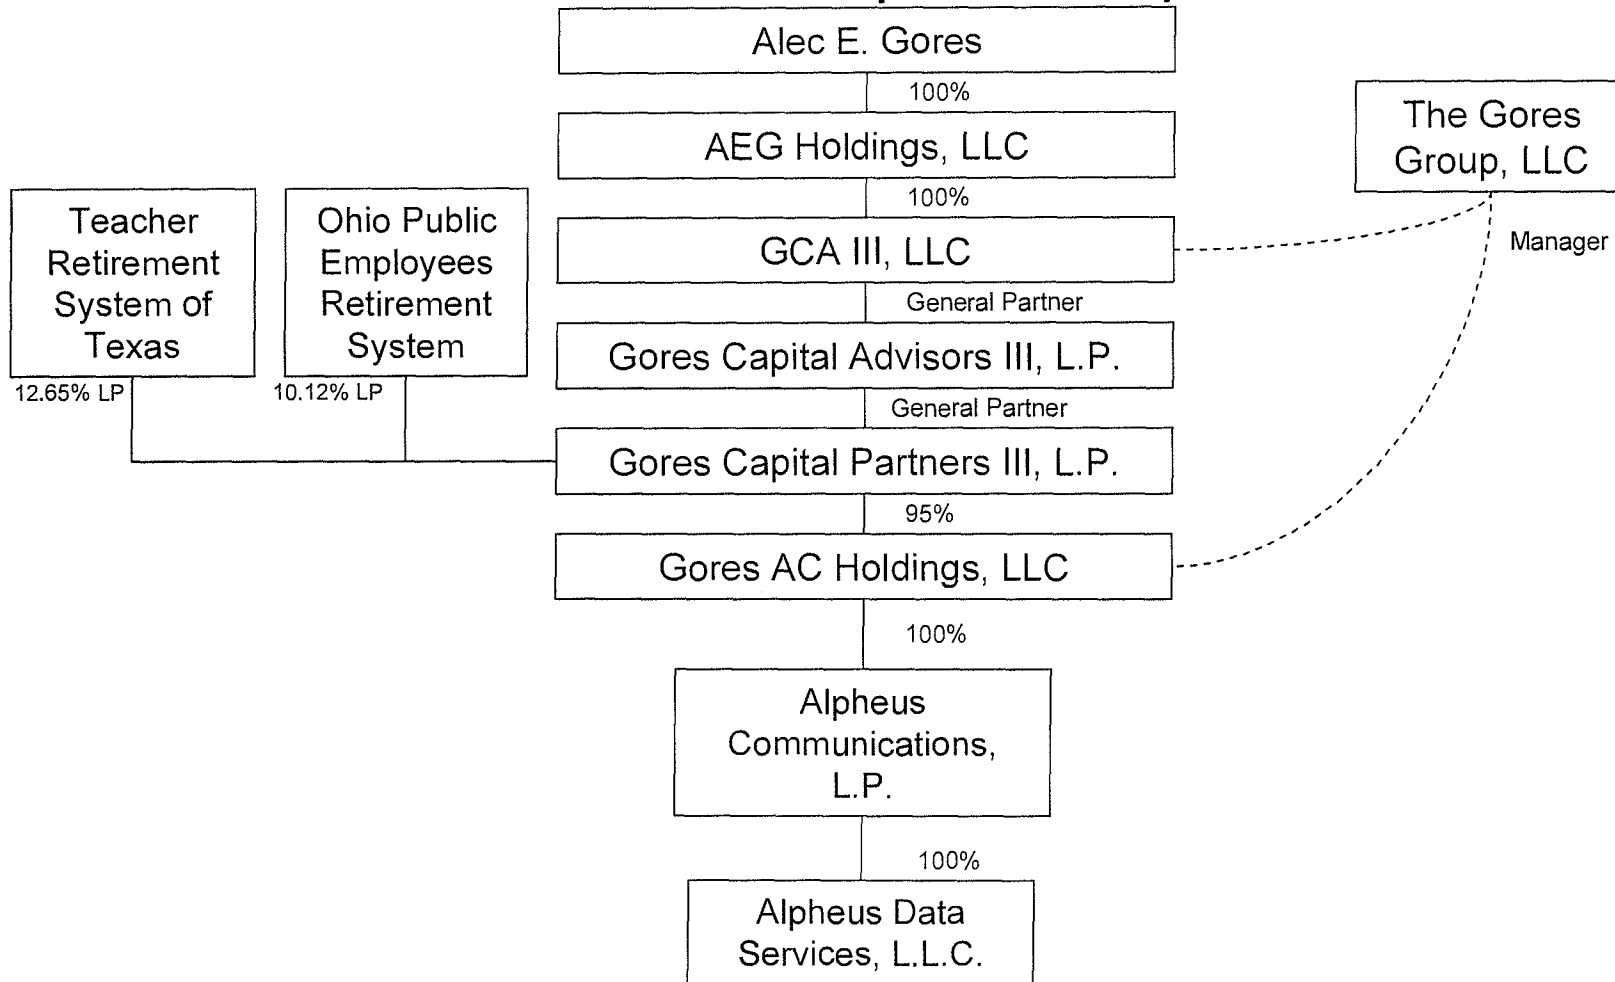 Alec E. Gores
100%
AEG Holdings, LLC
The Gores
Group, LLC
100%
Teacher
Retirement
System of
Texas
Ohio Public
Employees
Retirement
System
GCA III, LLC
Manager
General Partner
Gores Capital Advisors III, L.P.
12.65% LP
10.12% LP
General Partner
Gores Capital Partners III, L.P.
95%
Gores AC Holdings, LLC
100%
Alpheus
Communications,
L.P.
100%
Alpheus Data
Services, L.L.C.